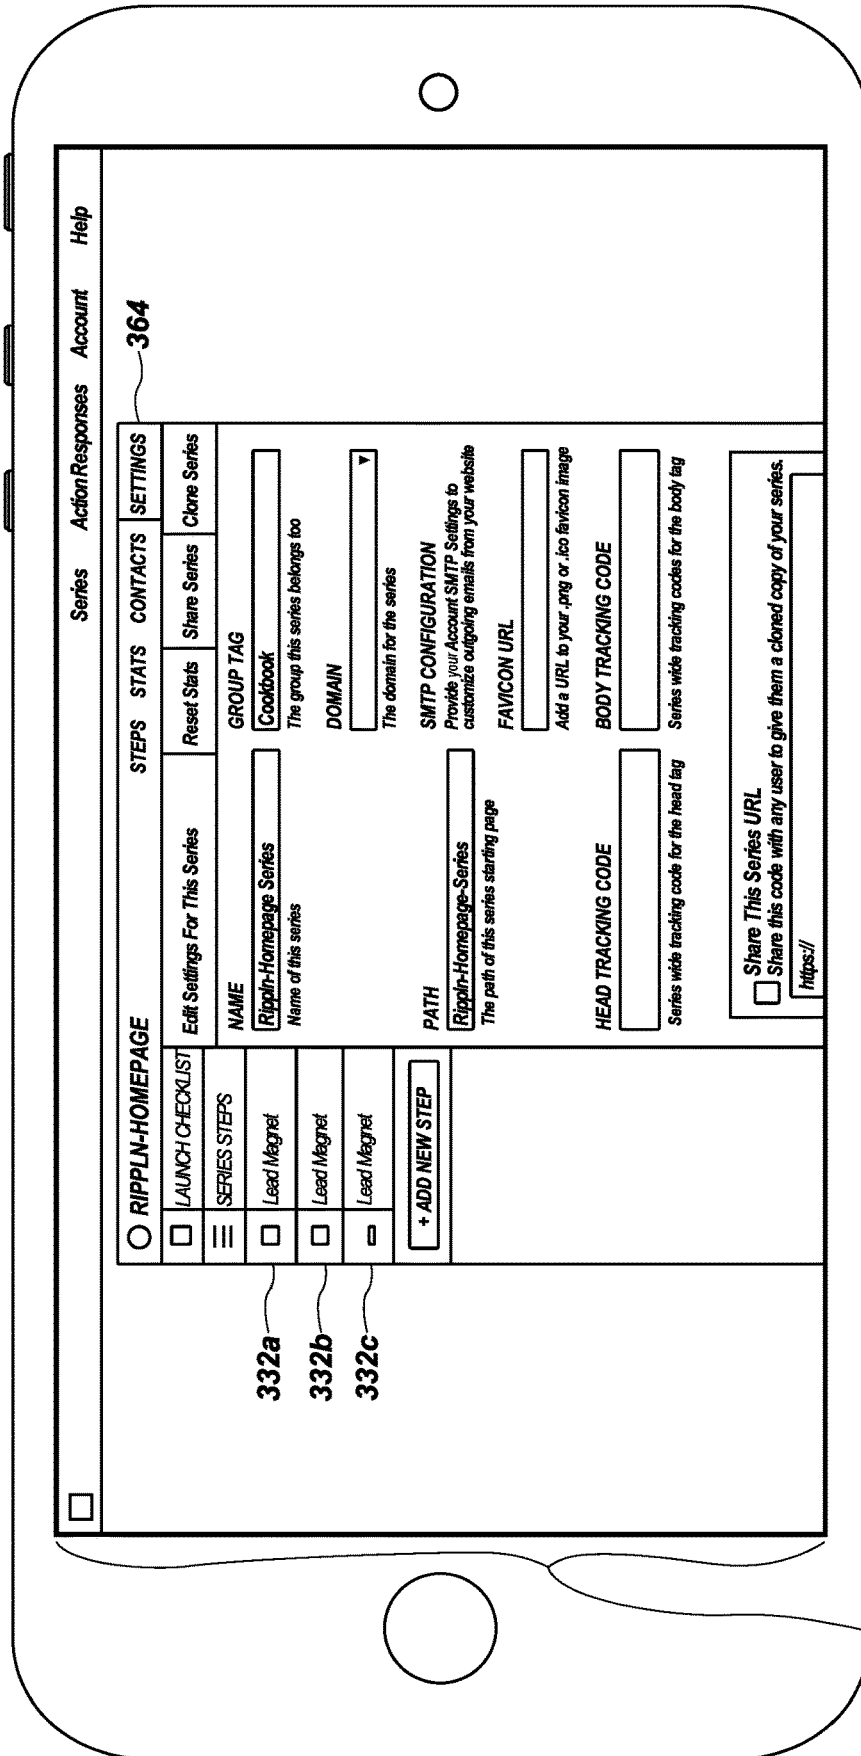 Series Action Responses Account Help
RIPPLN-HOMEPAGE STEPS STATS CONTACTS SETTINGS
364
LAUNCH CHECKLIST
SERIES STEPS
332a
Lead Magnet
332b
Lead Magnet
332c
Lead Magnet
+ ADD NEW STEP
Edit Settings For This Series Reset Stats Share Series Clone Series
NAME
Rippln-Homepage Series
Name of this series
GROUP TAG
Cookbook
The group this series belongs too
DOMAIN
The domain for the series
PATH
Rippln-Homepage-Series
The path of this series starting page
SMTP CONFIGURATION
Provide your Account SMTP Settings to
customize outgoing emails from your website
FAVICON URL
Add a URL to your .png or .ico favicon image
HEAD TRACKING CODE
Series wide tracking code for the head tag
BODY TRACKING CODE
Series wide tracking codes for the body tag
Share This Series URL
Share this code with any user to give them a cloned copy of your series.
https://